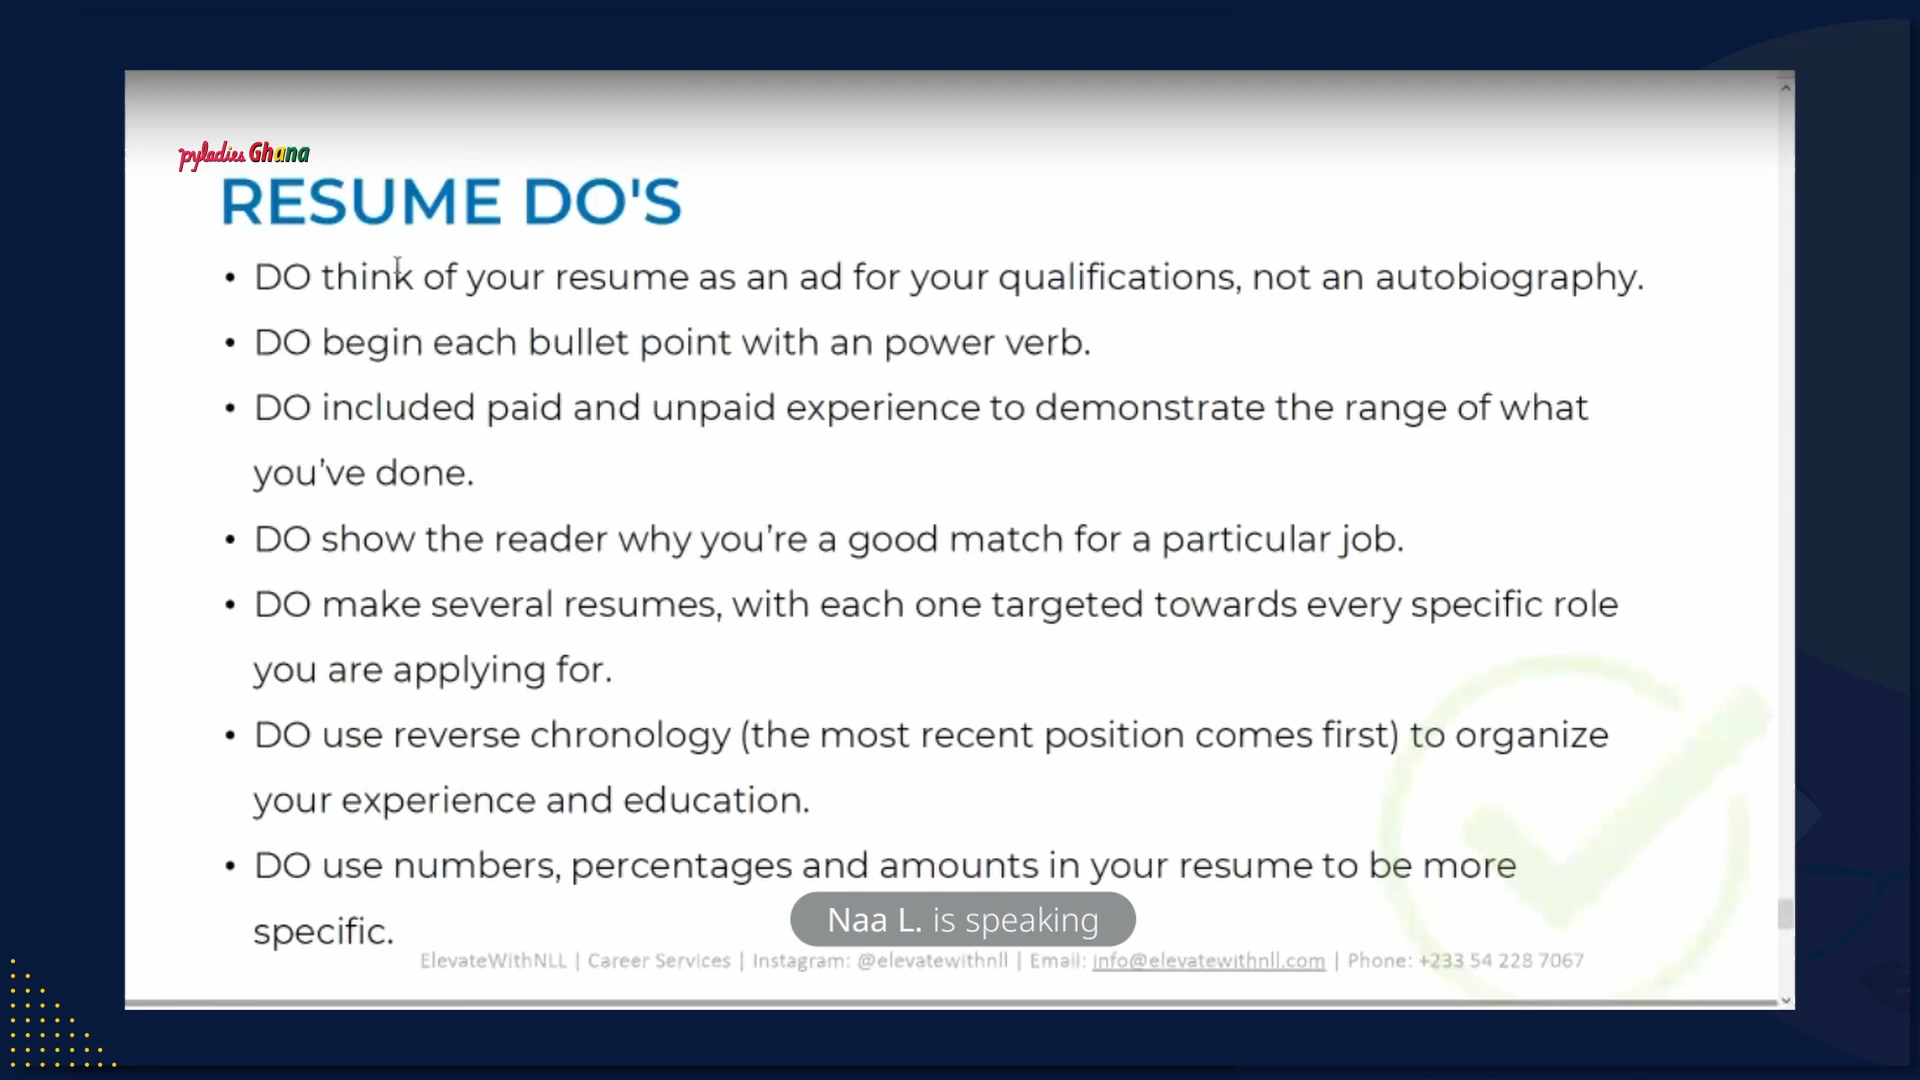 pyladies Ghana
RESUME DO'S
• DO think of your resume as an ad for your qualifications, not an autobiography.
• DO begin each bullet point with an power verb.
• DO included paid and unpaid experience to demonstrate the range of what
you’ve done.
• DO show the reader why you’re a good match for a particular job.
• DO make several resumes, with each one targeted towards every specific role
you are applying for.
• DO use reverse chronology (the most recent position comes first) to organize
your experience and education.
• DO use numbers, percentages and amounts in your resume to be more
specific.
Naa L. is speaking
ElevateWithNLL | Career Services | Instagram: @elevatewithnll | Email: info@elevatewithnll.com | Phone: +233 54 228 7067